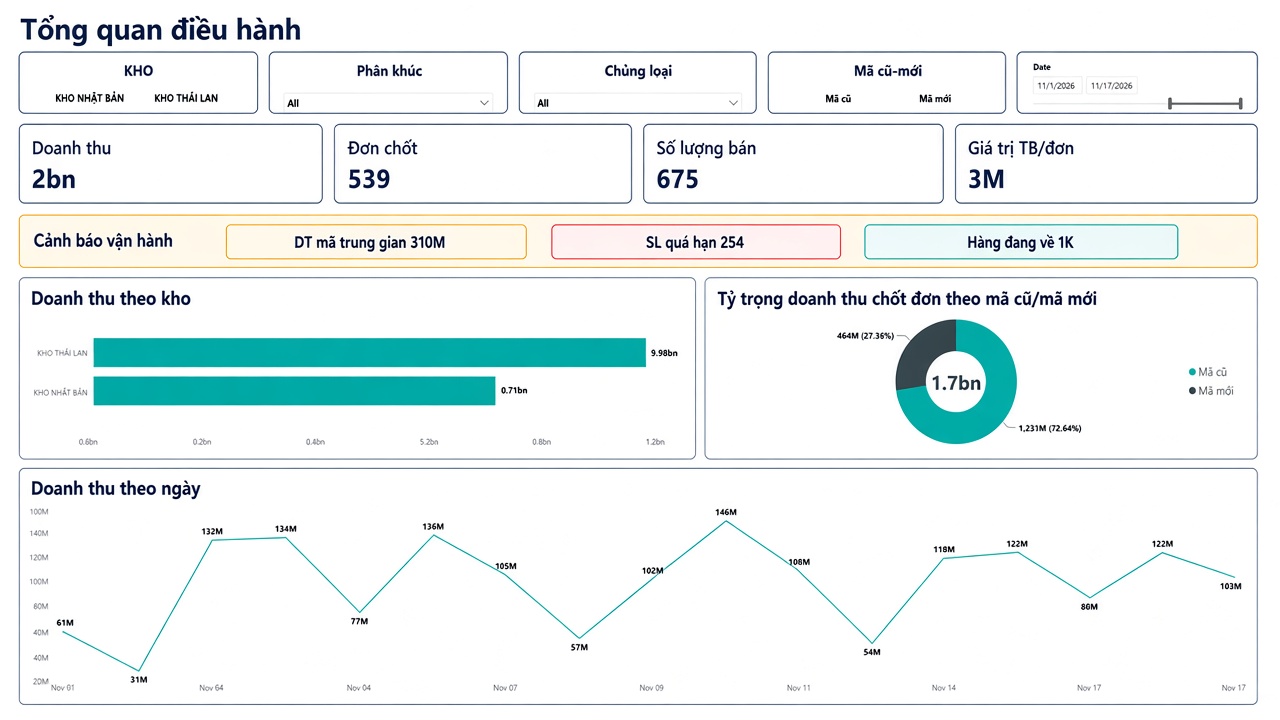 Tổng quan điều hành
KHO
KHO NHẬT BẢN KHO THÁI LAN
Phân khúc
All
Chủng loại
All
Mã cũ-mới
Mã cũ Mã mới
Date
11/1/2026 11/17/2026
Doanh thu
2bn
Đơn chốt
539
Số lượng bán
675
Giá trị TB/đơn
3M
Cảnh báo vận hành
DT mã trung gian 310M
SL quá hạn 254
Hàng đang về 1K
Doanh thu theo kho
KHO THÁI LAN 9.98bn
KHO NHẬT BẢN 0.71bn
0.6bn 0.2bn 0.4bn 5.2bn 0.8bn 1.2bn
Tỷ trọng doanh thu chốt đơn theo mã cũ/mã mới
464M (27.36%)
1.7bn
1,231M (72.64%)
Mã cũ
Mã mới
Doanh thu theo ngày
100M
140M
120M
100M
80M
40M
40M
20M
61M 31M 132M 134M 77M 136M 105M 57M 102M 146M 108M 54M 118M 122M 86M 122M 103M
Nov 01 Nov 64 Nov 04 Nov 07 Nov 09 Nov 11 Nov 14 Nov 17 Nov 17